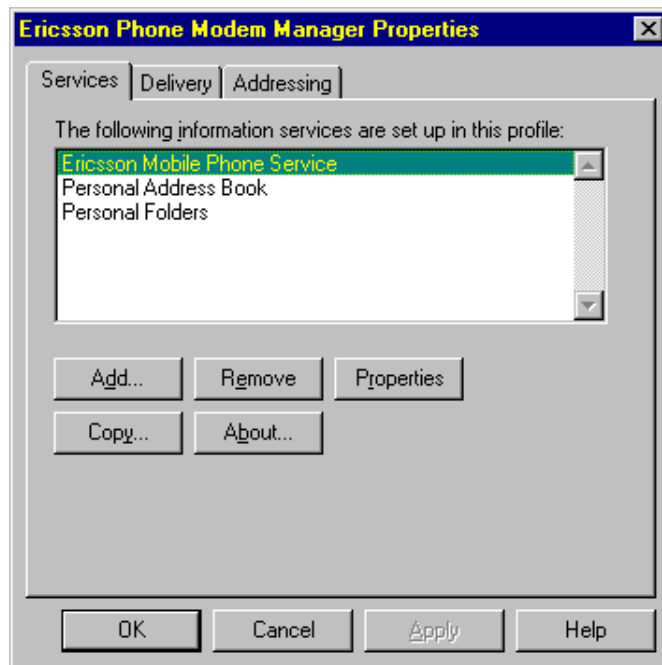 Ericsson Phone Modem Manager Properties
Services Delivery Addressing
The following information services are set up in this profile:
Ericsson Mobile Phone Service
Personal Address Book
Personal Folders
Add... Remove Properties
Copy... About...
OK Cancel Apply Help